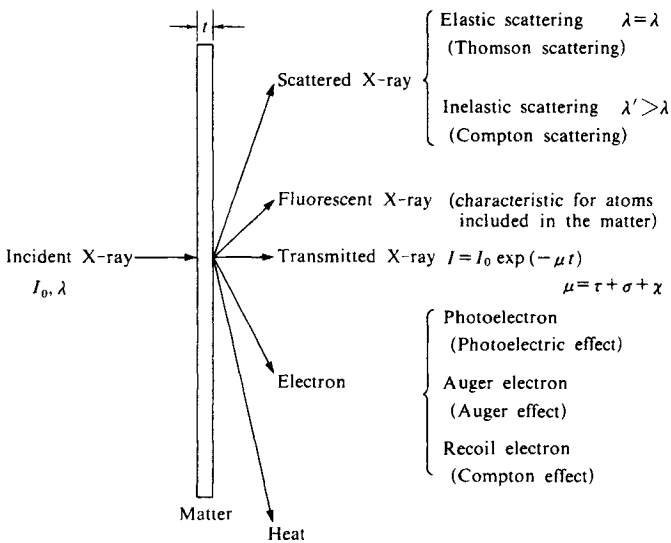 t
Elastic scattering λ=λ
(Thomson scattering)
Scattered X-ray
Inelastic scattering λ′>λ
(Compton scattering)
Fluorescent X-ray (characteristic for atoms
included in the matter)
Incident X-ray
I₀, λ
Transmitted X-ray I=I₀ exp (−μt)
μ=τ+σ+χ
Photoelectron
(Photoelectric effect)
Electron
Auger electron
(Auger effect)
Recoil electron
(Compton effect)
Matter
Heat